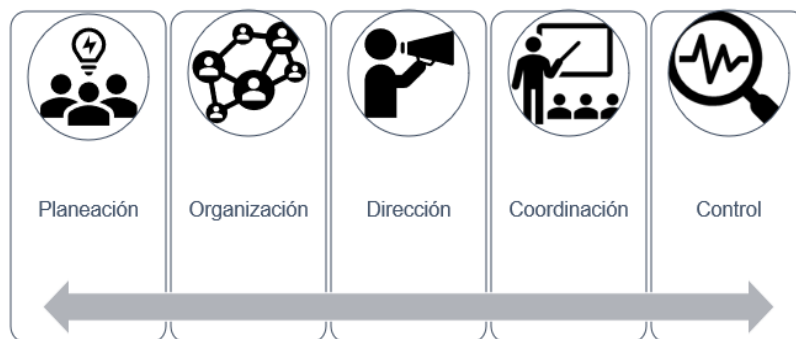 Planeación
Organización
Dirección
Coordinación
Control